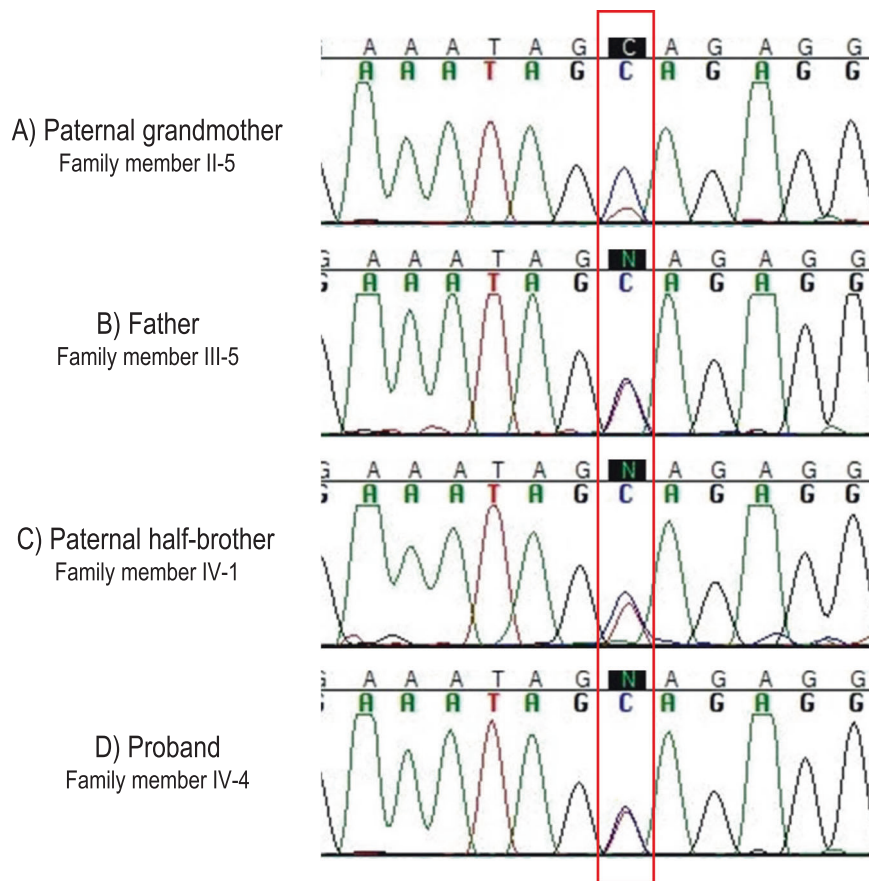 A A A T A G C A G A G G
A A A T A G C A G A G G
A) Paternal grandmother
Family member II-5
G A A A T A G N A G A G G
G A A A T A G C A G A G G
B) Father
Family member III-5
G A A A T A G N A G A G G
G A A A T A G C A G A G G
C) Paternal half-brother
Family member IV-1
G A A A T A G N A G A G G
A A A T A G C A G A G G
D) Proband
Family member IV-4